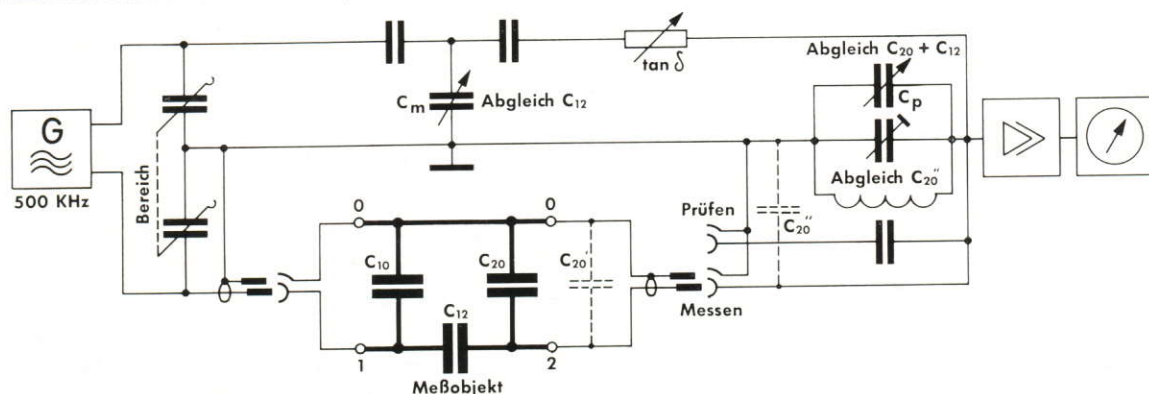 Abgleich C₂₀ + C₁₂
tan δ
Cₘ
Abgleich C₁₂
Cₚ
G
500 KHz
Bereich
Abgleich C₂₀''
Prüfen
C₂₀''
0
0
C₁₀
C₂₀
C₂₀'
C₁₂
Messen
1
2
Meßobjekt